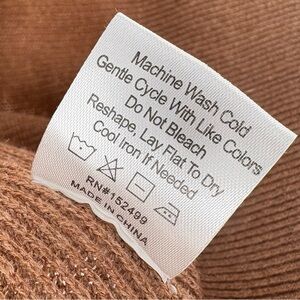 Machine Wash Cold
Gentle Cycle With Like Colors
Do Not Bleach
Reshape, Lay Flat To Dry
Cool Iron If Needed
RN#152499
MADE IN CHINA